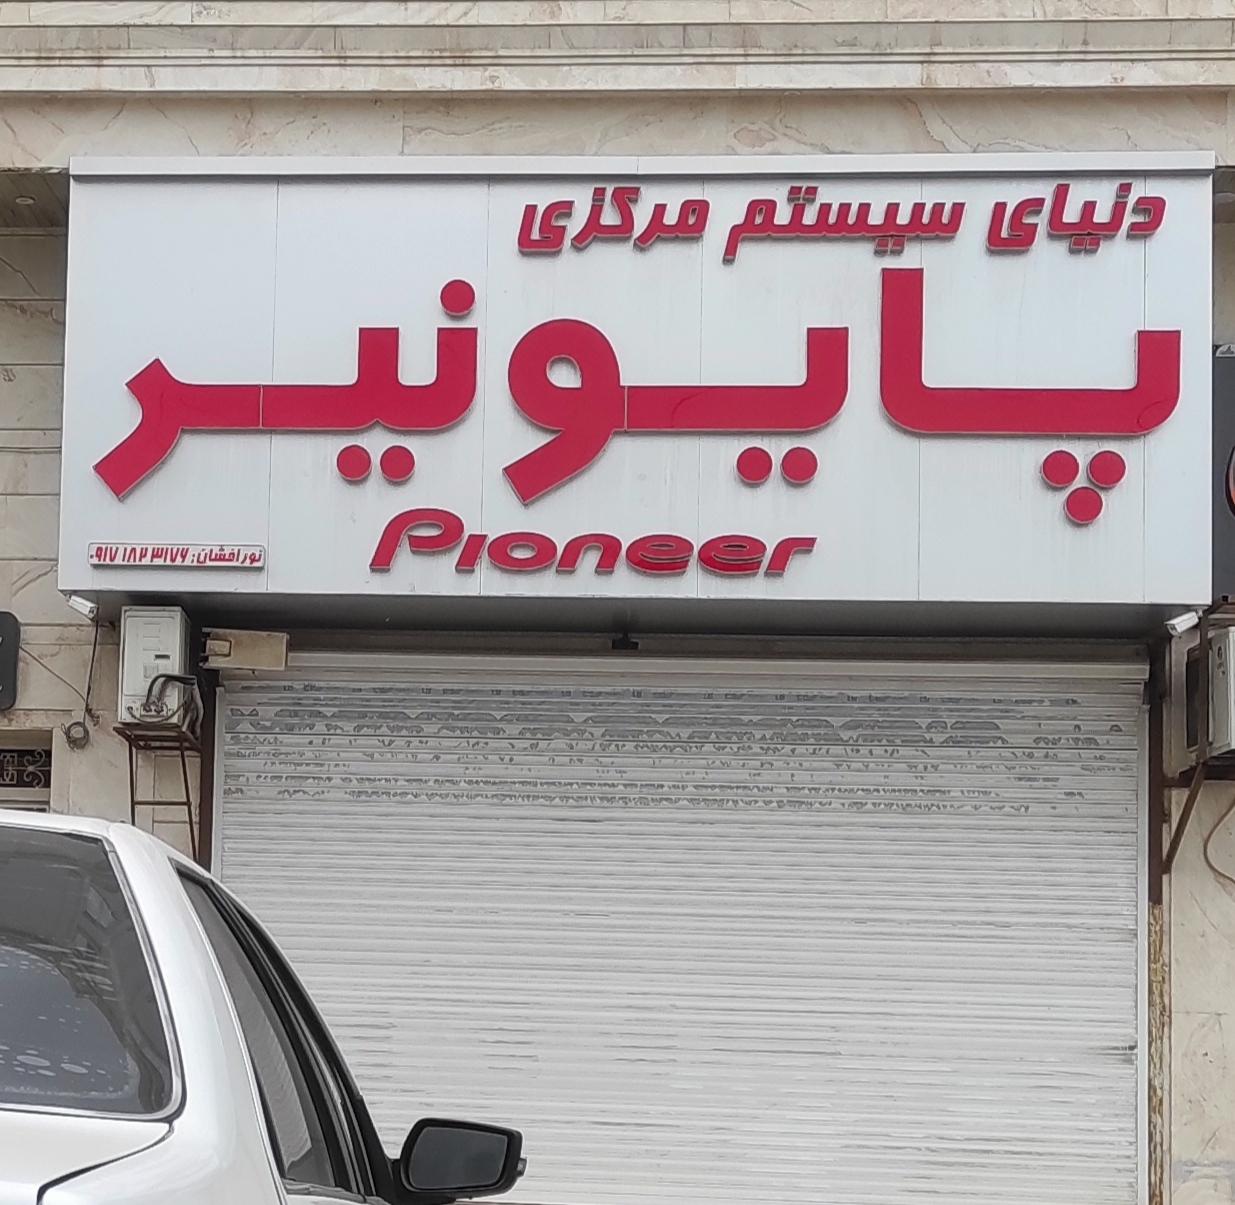 دنیای سیستم مرکزی
پایونیر
Pioneer
نورافشان: ۰۹۱۷ ۱۸۲ ۳۱۷۶